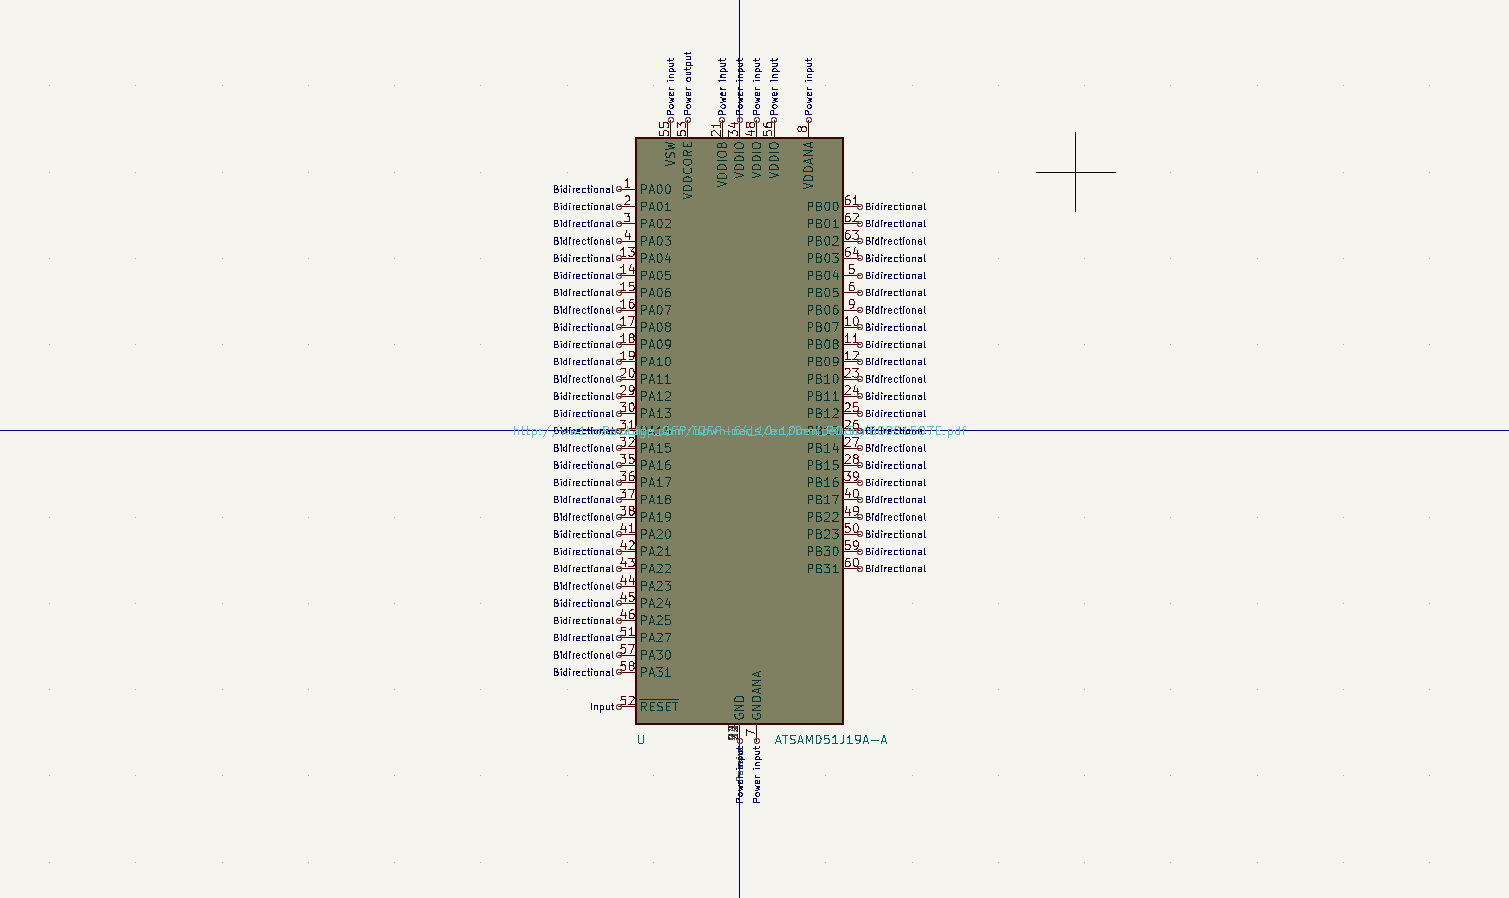 Power input Power output Power input Power input Power input Power input Power input
55 53 21 34 48 56 8
VSW VDDCORE VDDIOB VDDIO VDDIO VDDIO VDDANA
Bidirectional 1 PA00
Bidirectional 2 PA01 PB00 61 Bidirectional
Bidirectional 3 PA02 PB01 62 Bidirectional
Bidirectional 4 PA03 PB02 63 Bidirectional
Bidirectional 13 PA04 PB03 64 Bidirectional
Bidirectional 14 PA05 PB04 5 Bidirectional
Bidirectional 15 PA06 PB05 6 Bidirectional
Bidirectional 16 PA07 PB06 9 Bidirectional
Bidirectional 17 PA08 PB07 10 Bidirectional
Bidirectional 18 PA09 PB08 11 Bidirectional
Bidirectional 19 PA10 PB09 12 Bidirectional
Bidirectional 20 PA11 PB10 23 Bidirectional
Bidirectional 29 PA12 PB11 24 Bidirectional
Bidirectional 30 PA13 PB12 25 Bidirectional
31 26
Bidirectional 32 PA15 PB14 27 Bidirectional
Bidirectional 35 PA16 PB15 28 Bidirectional
Bidirectional 36 PA17 PB16 39 Bidirectional
Bidirectional 37 PA18 PB17 40 Bidirectional
Bidirectional 38 PA19 PB22 49 Bidirectional
Bidirectional 41 PA20 PB23 50 Bidirectional
Bidirectional 42 PA21 PB30 59 Bidirectional
Bidirectional 43 PA22 PB31 60 Bidirectional
Bidirectional 44 PA23
Bidirectional 45 PA24
Bidirectional 46 PA25
Bidirectional 51 PA27
Bidirectional 57 PA30
Bidirectional 58 PA31
Input 52 RESET
GND GNDANA
7
U ATSAMD51J19A-A
Power input Power input